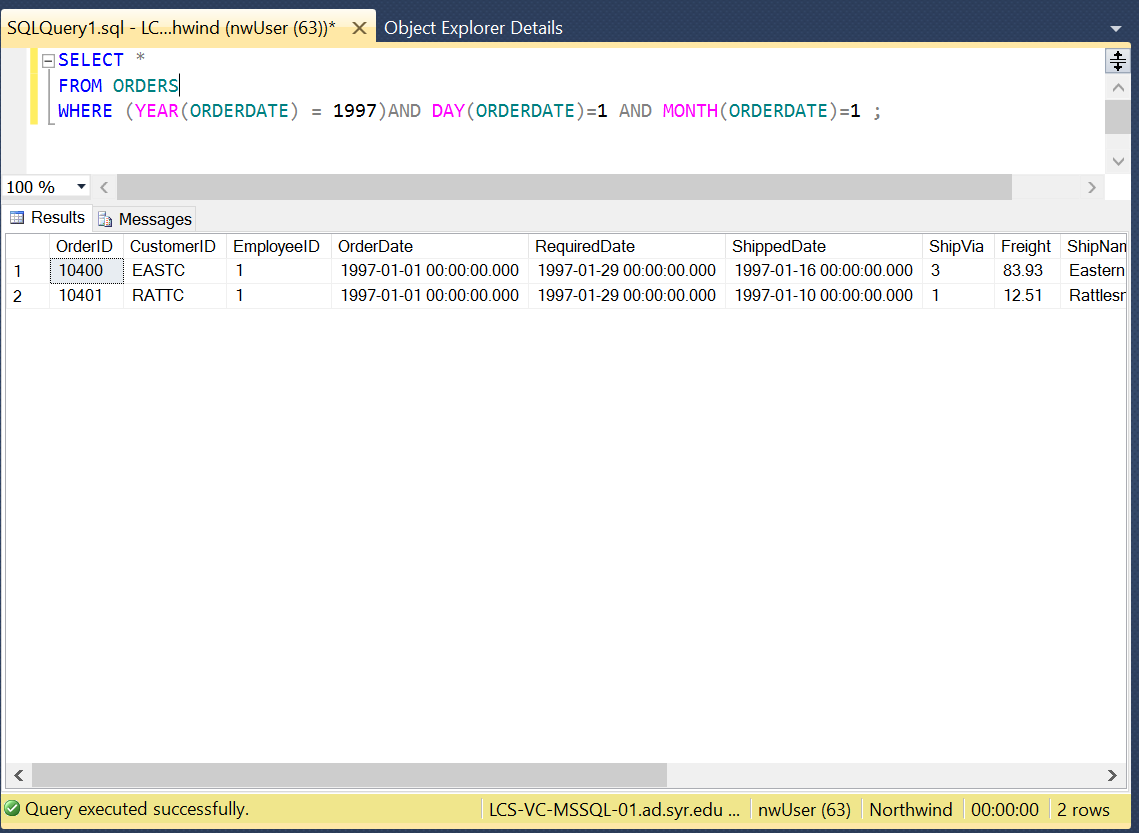 SQLQuery1.sql - LC...hwind (nwUser (63))* Object Explorer Details
SELECT *
FROM ORDERS
WHERE (YEAR(ORDERDATE) = 1997)AND DAY(ORDERDATE)=1 AND MONTH(ORDERDATE)=1 ;
100 %
Results Messages
OrderID CustomerID EmployeeID OrderDate RequiredDate ShippedDate ShipVia Freight ShipNam
1 10400 EASTC 1 1997-01-01 00:00:00.000 1997-01-29 00:00:00.000 1997-01-16 00:00:00.000 3 83.93 Eastern
2 10401 RATTC 1 1997-01-01 00:00:00.000 1997-01-29 00:00:00.000 1997-01-10 00:00:00.000 1 12.51 Rattlesn
Query executed successfully. LCS-VC-MSSQL-01.ad.syr.edu ... nwUser (63) Northwind 00:00:00 2 rows